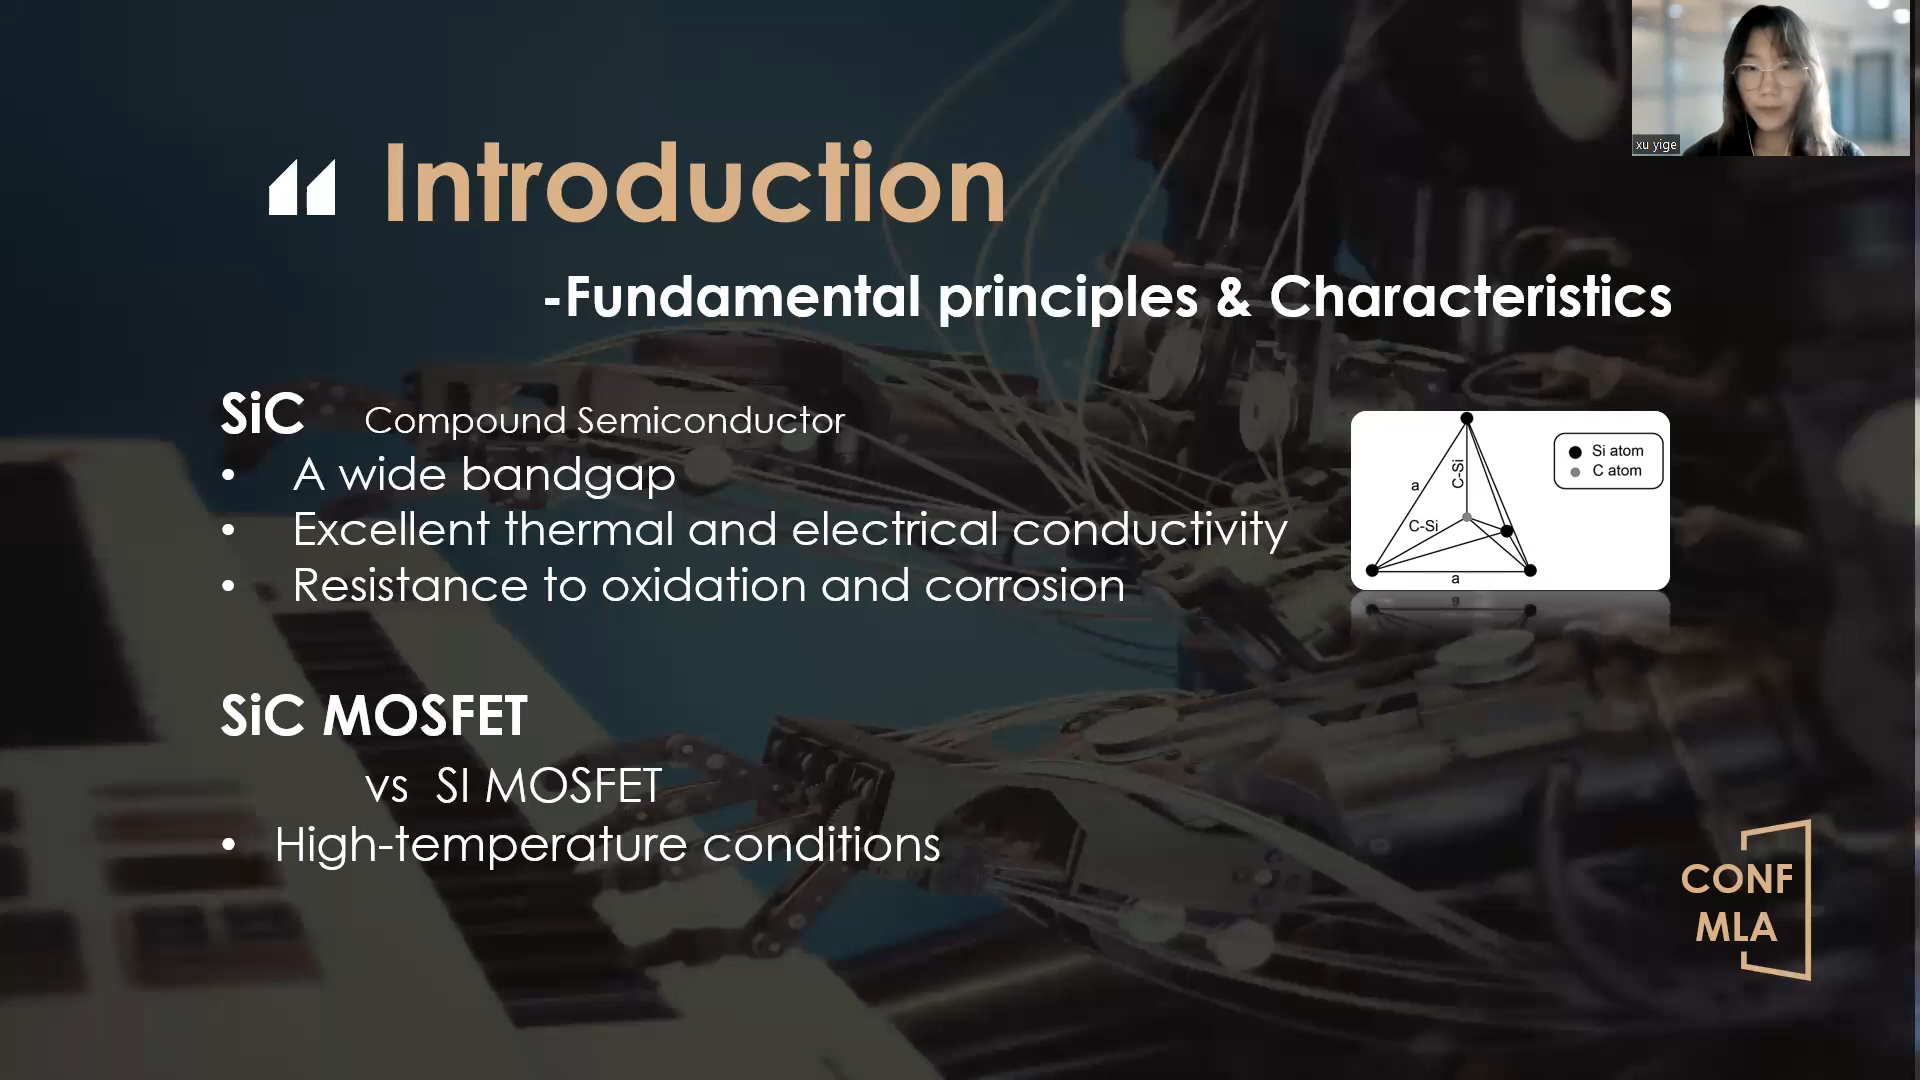 xu yige
Introduction
-Fundamental principles & Characteristics
SiC Compound Semiconductor
• A wide bandgap
• Excellent thermal and electrical conductivity
• Resistance to oxidation and corrosion
Si atom
C atom
C-Si
a
C-Si
a
SiC MOSFET
vs SI MOSFET
• High-temperature conditions
CONF
MLA